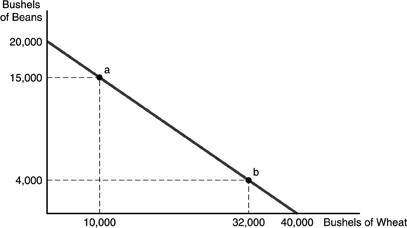 Bushels
of Beans
20,000
a
15,000
b
4,000
10,000 32,000 40,000 Bushels of Wheat